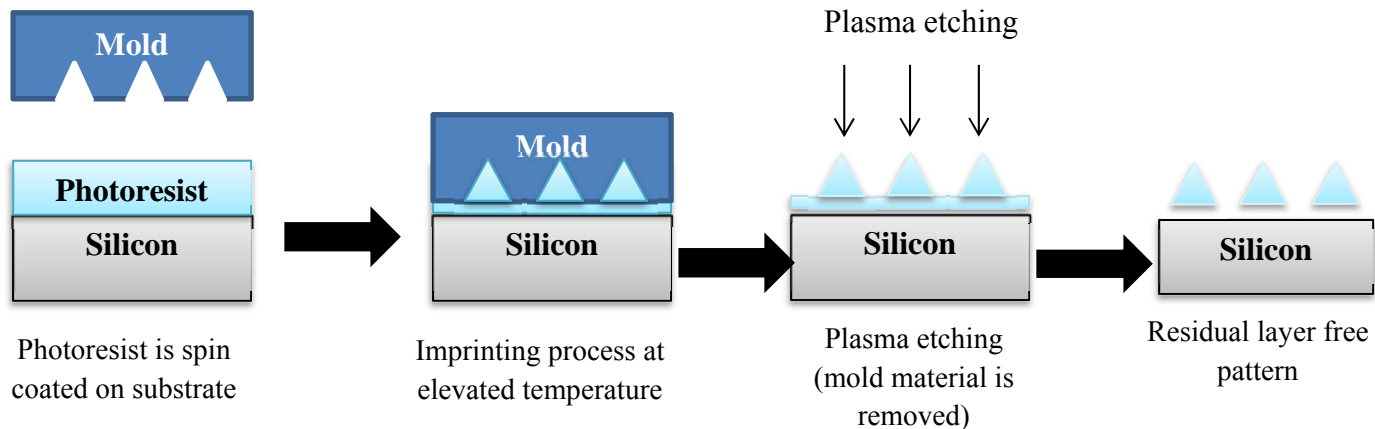 Mold
Photoresist
Silicon
Photoresist is spin
coated on substrate
Mold
Silicon
Imprinting process at
elevated temperature
Plasma etching
Silicon
Plasma etching
(mold material is
removed)
Silicon
Residual layer free
pattern